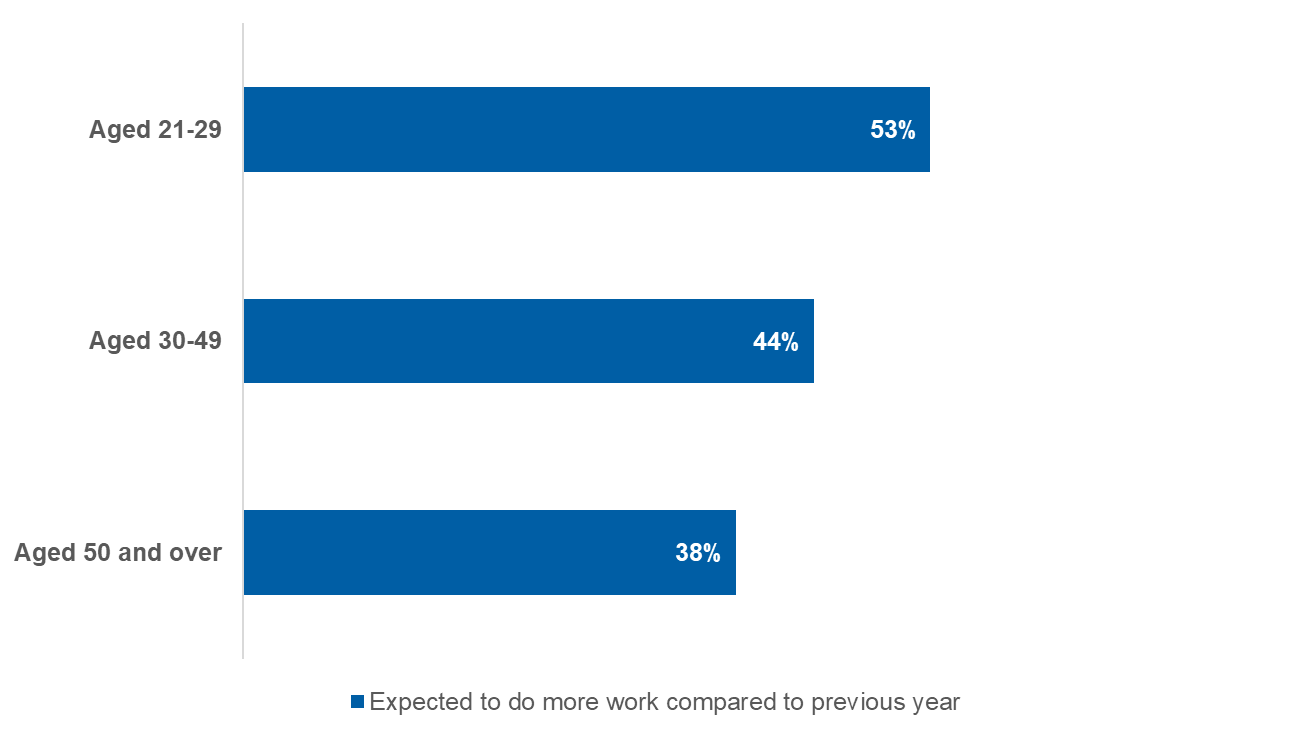 Aged 21-29
53%
Aged 30-49
44%
Aged 50 and over
38%
Expected to do more work compared to previous year